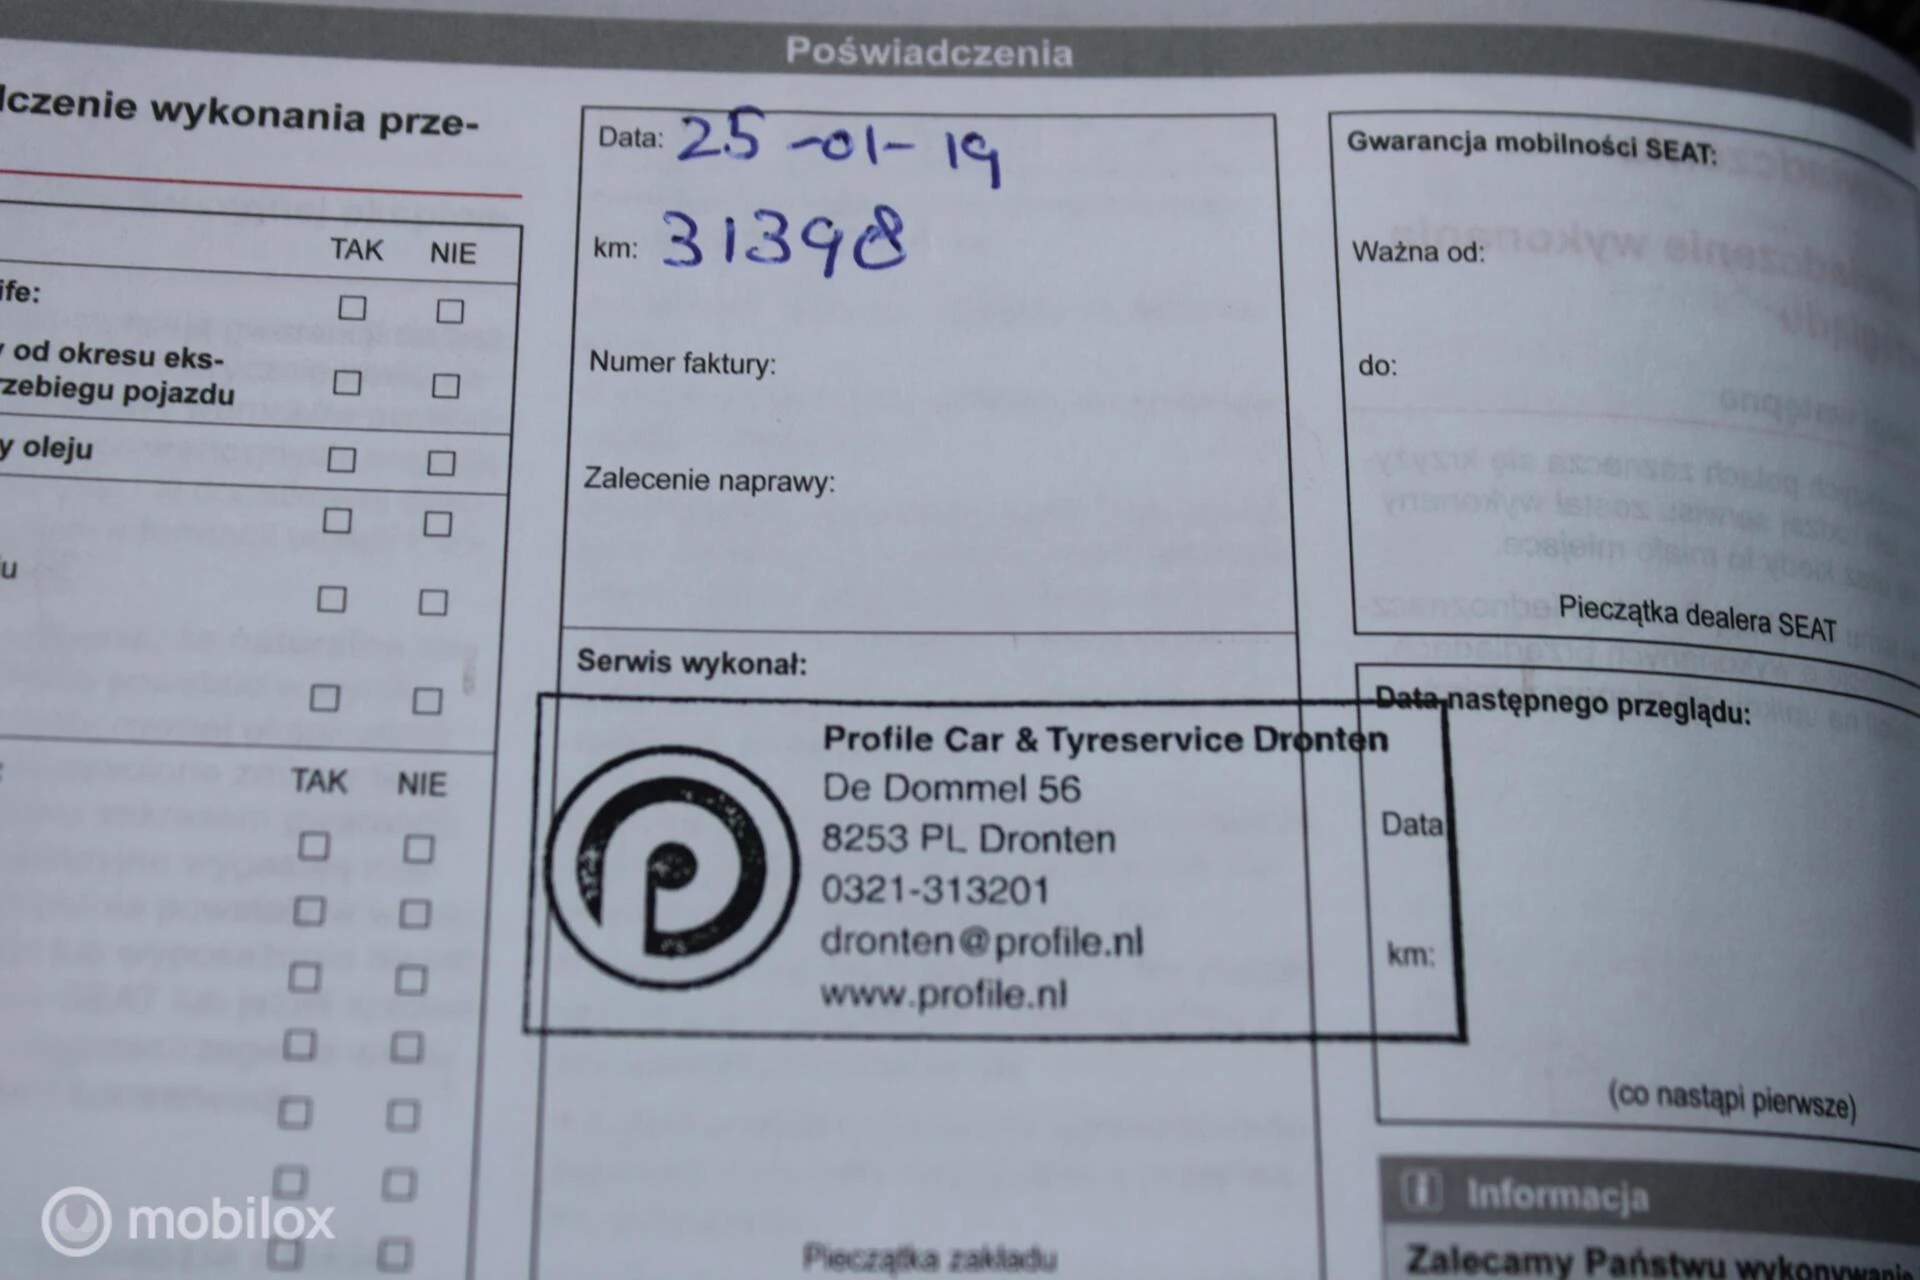 Poświadczenia
wykonania prze-
TAK NIE
od okresu eks-
pojazdu
oleju
TAK NIE
Data: 25-01-19
km: 31398
Numer faktury:
Zalecenie naprawy:
Serwis wykonał:
Profile Car & Tyreservice Dronten
De Dommel 56
8253 PL Dronten
0321-313201
dronten@profile.nl
www.profile.nl
Pieczątka zakładu
Gwarancja mobilności SEAT:
Ważna od:
do:
Pieczątka dealera SEAT
Data następnego przeglądu:
Data
km:
(co nastąpi pierwsze)
i Informacja
Zalecamy Państwu wykonywanie
mobilox